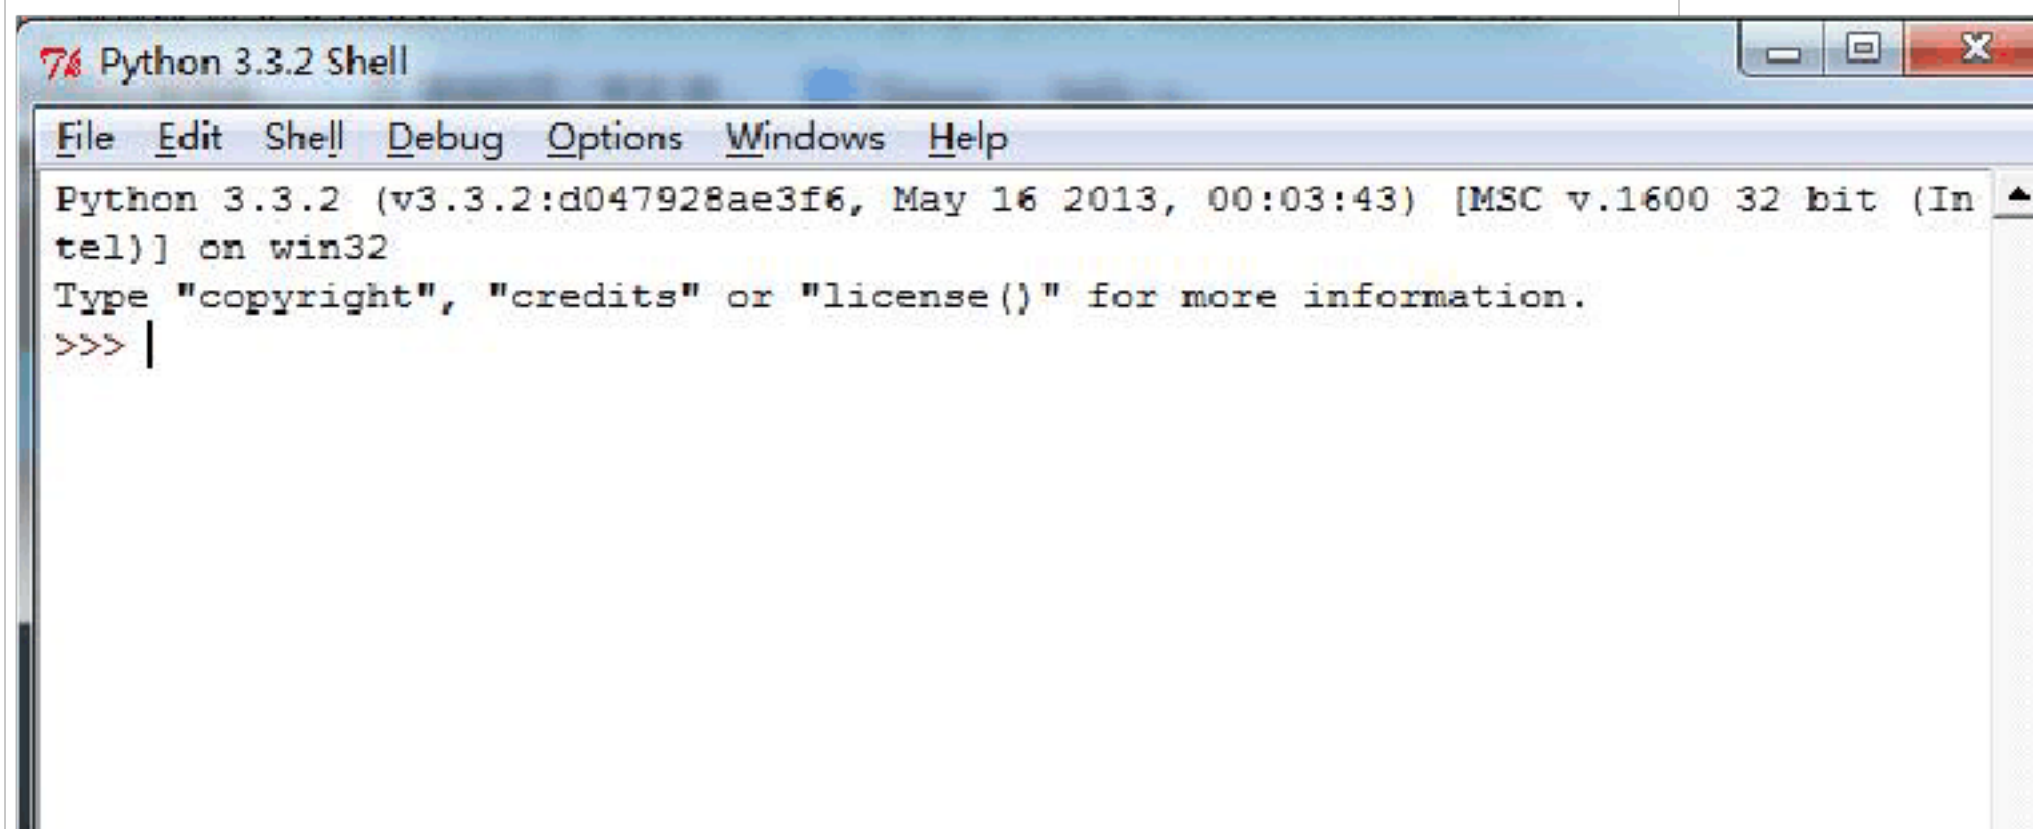 Python 3.3.2 Shell
File Edit Shell Debug Options Windows Help
Python 3.3.2 (v3.3.2:d047928ae3f6, May 16 2013, 00:03:43) [MSC v.1600 32 bit (In
tel)] on win32
Type "copyright", "credits" or "license()" for more information.
>>>